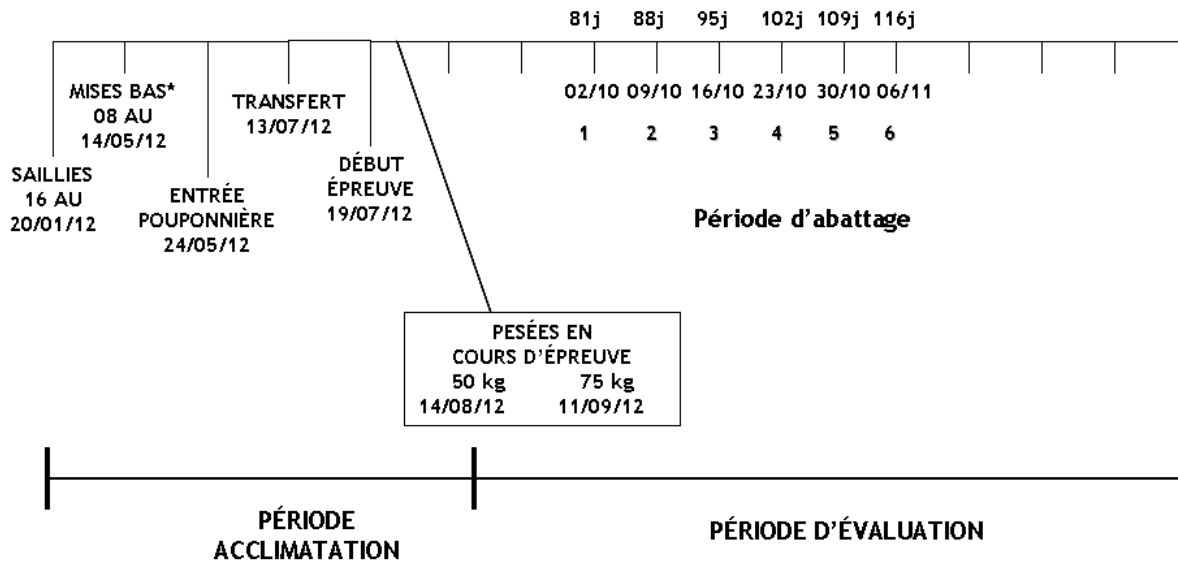 81j 88j 95j 102j 109j 116j
02/10 09/10 16/10 23/10 30/10 06/11
1 2 3 4 5 6
MISES BAS*
08 AU
14/05/12
TRANSFERT
13/07/12
SAILLIES
16 AU
20/01/12
ENTRÉE
POUPONNIÈRE
24/05/12
DÉBUT
ÉPREUVE
19/07/12
Période d'abattage
PESÉES EN
COURS D'ÉPREUVE
50 kg 75 kg
14/08/12 11/09/12
PÉRIODE
ACCLIMATATION
PÉRIODE D'ÉVALUATION